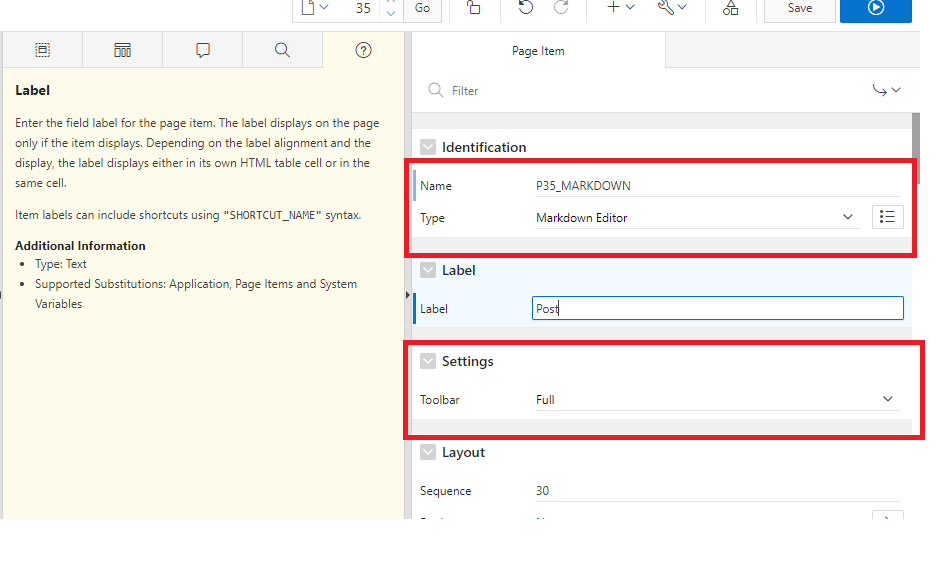 35
Go
Save
Page Item
Label
Enter the field label for the page item. The label displays on the page
only if the item displays. Depending on the label alignment and the
display, the label displays either in its own HTML table cell or in the
same cell.
Item labels can include shortcuts using "SHORTCUT_NAME" syntax.
Additional Information
Type: Text
Supported Substitutions: Application, Page Items and System
Variables
Filter
Identification
Name P35_MARKDOWN
Type Markdown Editor
Label
Label Post
Settings
Toolbar Full
Layout
Sequence 30